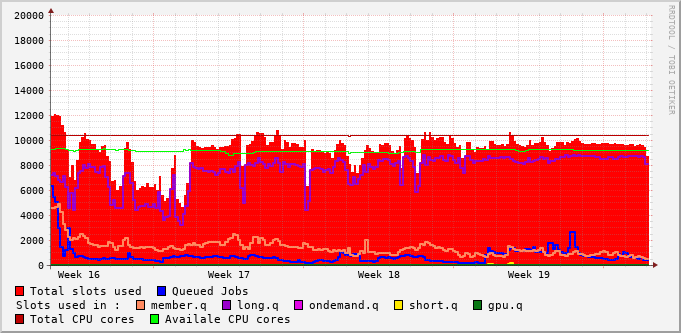 20000
18000
16000
14000
12000
10000
8000
6000
4000
2000
0
Week 16 Week 17 Week 18 Week 19
Total slots used Queued Jobs
Slots used in : member.q long.q ondemand.q short.q gpu.q
Total CPU cores Availale CPU cores
RRDTOOL / TOBI OETIKER